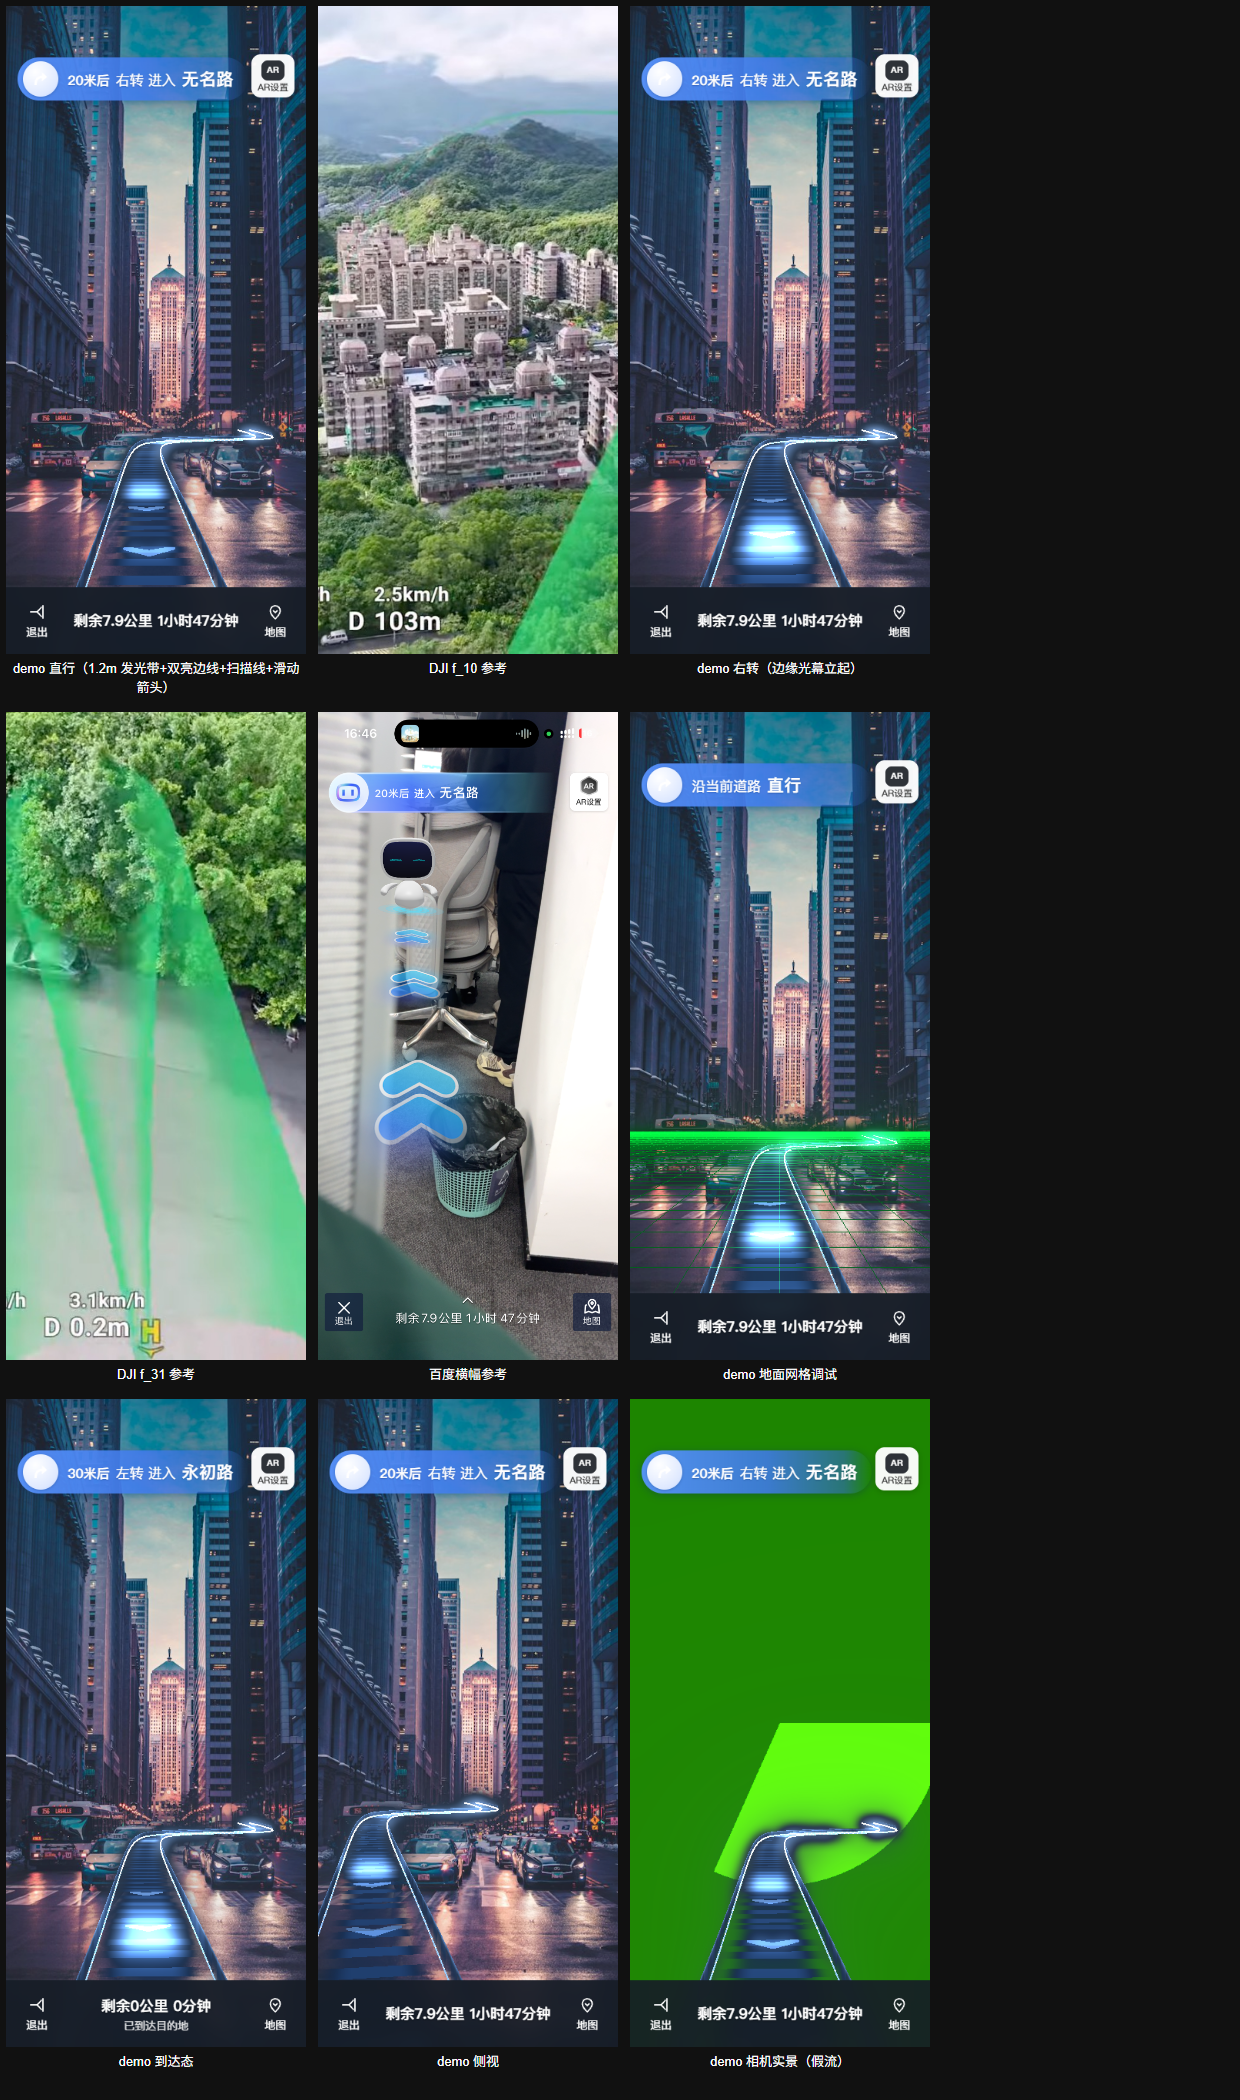 20米后 右转 进入 无名路
AR
AR设置
退出
剩余7.9公里 1小时47分钟
地图
demo 直行（1.2m 发光带+双亮边线+扫描线+滑动
箭头）
/h
2.5km/h
D 103m
DJI f_10 参考
20米后 右转 进入 无名路
AR
AR设置
退出
剩余7.9公里 1小时47分钟
地图
demo 右转（边缘光幕立起）
/h
3.1km/h
D 0.2m
H
DJI f_31 参考
16:46
20米后 进入 无名路
AR
AR设置
退出
剩余7.9公里 1小时 47分钟
地图
百度横幅参考
沿当前道路 直行
AR
AR设置
退出
剩余7.9公里 1小时47分钟
地图
demo 地面网格调试
30米后 左转 进入 永初路
AR
AR设置
退出
剩余0公里 0分钟
已到达目的地
地图
demo 到达态
20米后 右转 进入 无名路
AR
AR设置
退出
剩余7.9公里 1小时47分钟
地图
demo 侧视
20米后 右转 进入 无名路
AR
AR设置
退出
剩余7.9公里 1小时47分钟
地图
demo 相机实景（假流）